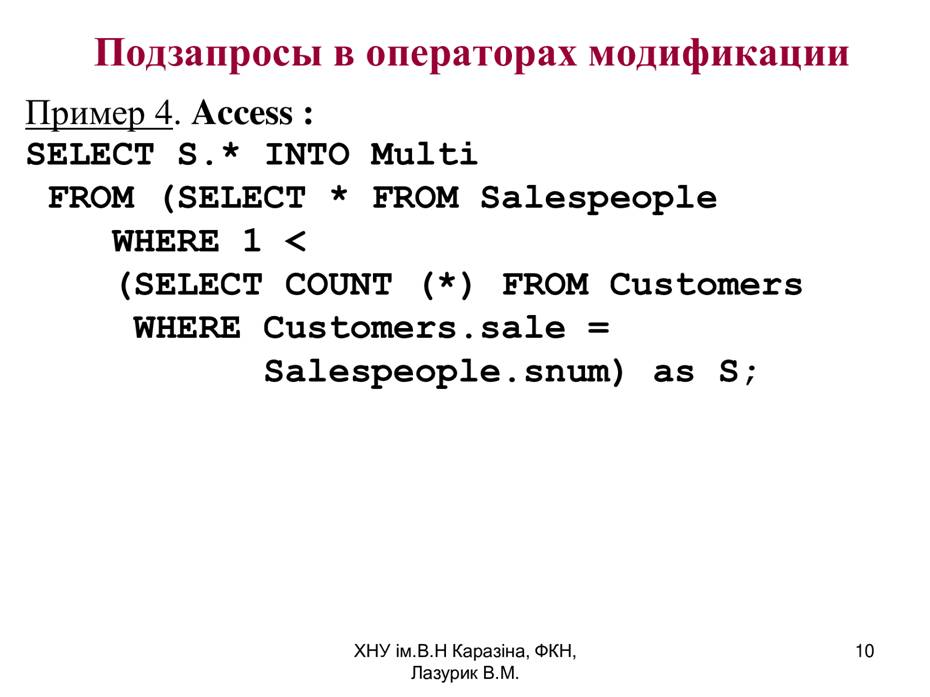 Подзапросы в операторах модификации
Пример 4. Access :
SELECT S.* INTO Multi
FROM (SELECT * FROM Salespeople
WHERE 1 <
(SELECT COUNT (*) FROM Customers
WHERE Customers.sale =
Salespeople.snum) as S;
ХНУ ім.В.Н Каразіна, ФКН,
Лазурик В.М.
10